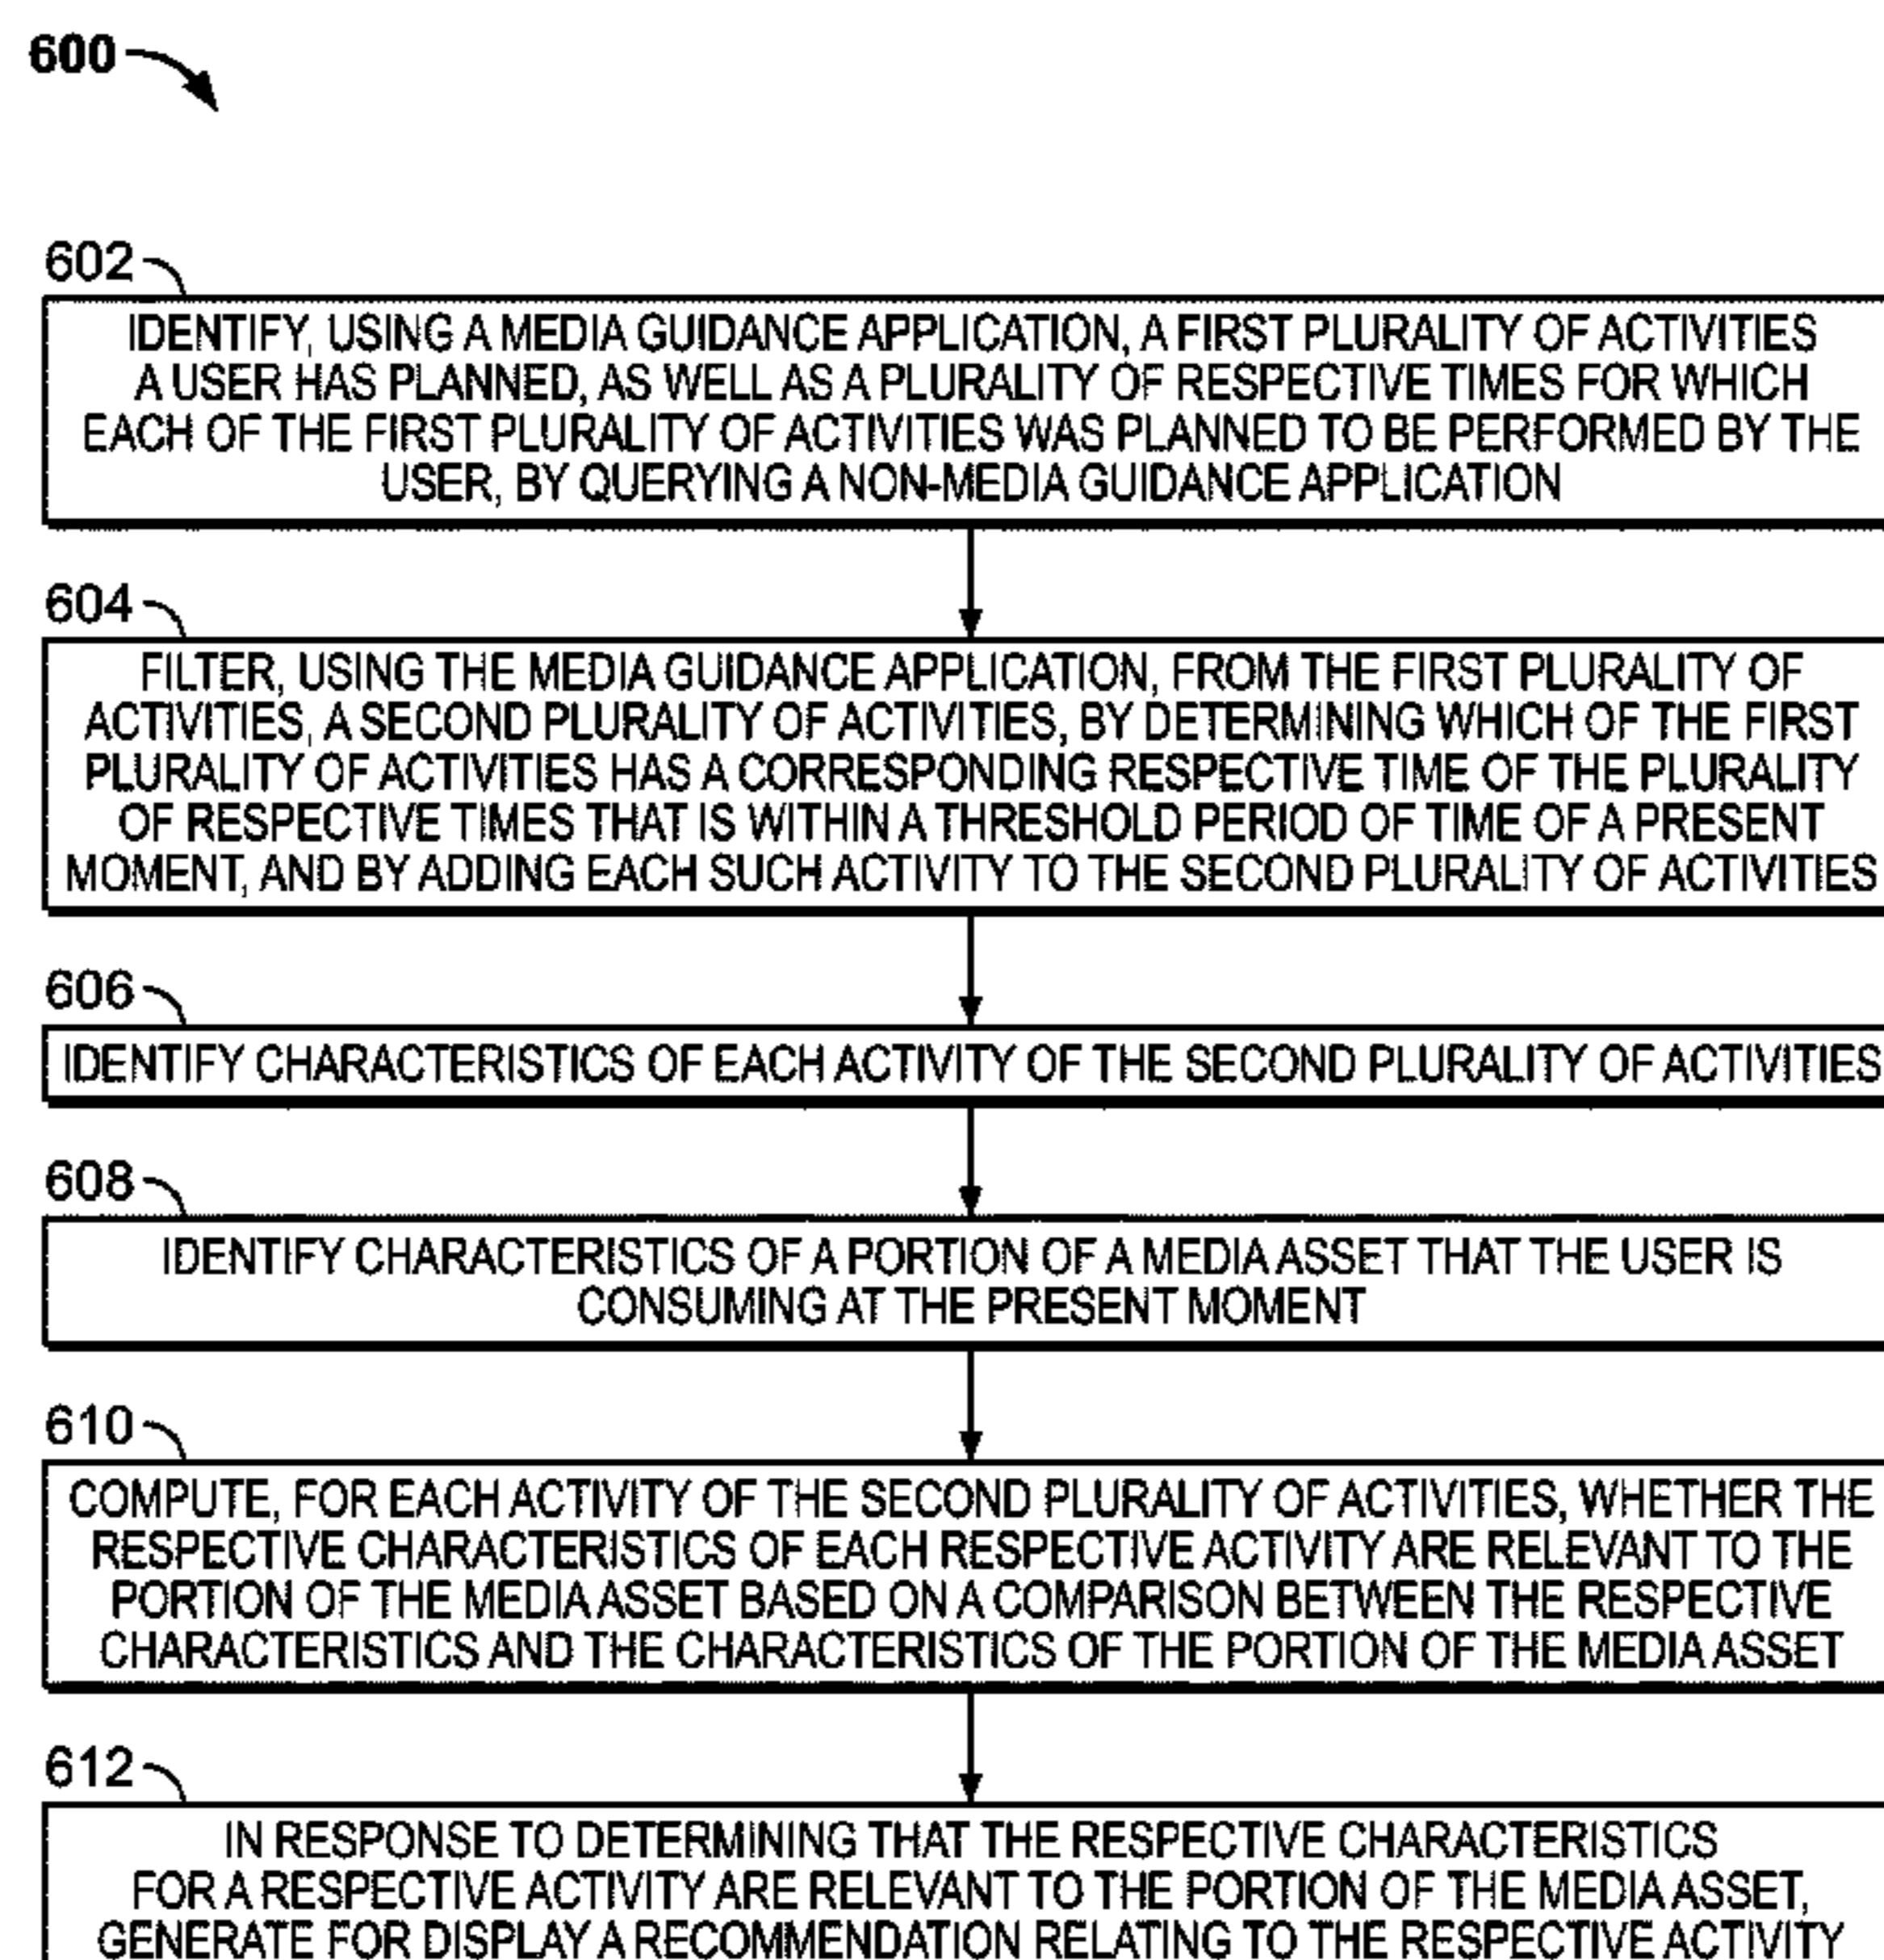 600
602
IDENTIFY, USING A MEDIA GUIDANCE APPLICATION, A FIRST PLURALITY OF ACTIVITIES
A USER HAS PLANNED, AS WELL AS A PLURALITY OF RESPECTIVE TIMES FOR WHICH
EACH OF THE FIRST PLURALITY OF ACTIVITIES WAS PLANNED TO BE PERFORMED BY THE
USER, BY QUERYING A NON-MEDIA GUIDANCE APPLICATION
604
FILTER, USING THE MEDIA GUIDANCE APPLICATION, FROM THE FIRST PLURALITY OF
ACTIVITIES, A SECOND PLURALITY OF ACTIVITIES, BY DETERMINING WHICH OF THE FIRST
PLURALITY OF ACTIVITIES HAS A CORRESPONDING RESPECTIVE TIME OF THE PLURALITY
OF RESPECTIVE TIMES THAT IS WITHIN A THRESHOLD PERIOD OF TIME OF A PRESENT
MOMENT, AND BY ADDING EACH SUCH ACTIVITY TO THE SECOND PLURALITY OF ACTIVITIES
606
IDENTIFY CHARACTERISTICS OF EACH ACTIVITY OF THE SECOND PLURALITY OF ACTIVITIES
608
IDENTIFY CHARACTERISTICS OF A PORTION OF A MEDIA ASSET THAT THE USER IS
CONSUMING AT THE PRESENT MOMENT
610
COMPUTE, FOR EACH ACTIVITY OF THE SECOND PLURALITY OF ACTIVITIES, WHETHER THE
RESPECTIVE CHARACTERISTICS OF EACH RESPECTIVE ACTIVITY ARE RELEVANT TO THE
PORTION OF THE MEDIA ASSET BASED ON A COMPARISON BETWEEN THE RESPECTIVE
CHARACTERISTICS AND THE CHARACTERISTICS OF THE PORTION OF THE MEDIA ASSET
612
IN RESPONSE TO DETERMINING THAT THE RESPECTIVE CHARACTERISTICS
FOR A RESPECTIVE ACTIVITY ARE RELEVANT TO THE PORTION OF THE MEDIA ASSET,
GENERATE FOR DISPLAY A RECOMMENDATION RELATING TO THE RESPECTIVE ACTIVITY